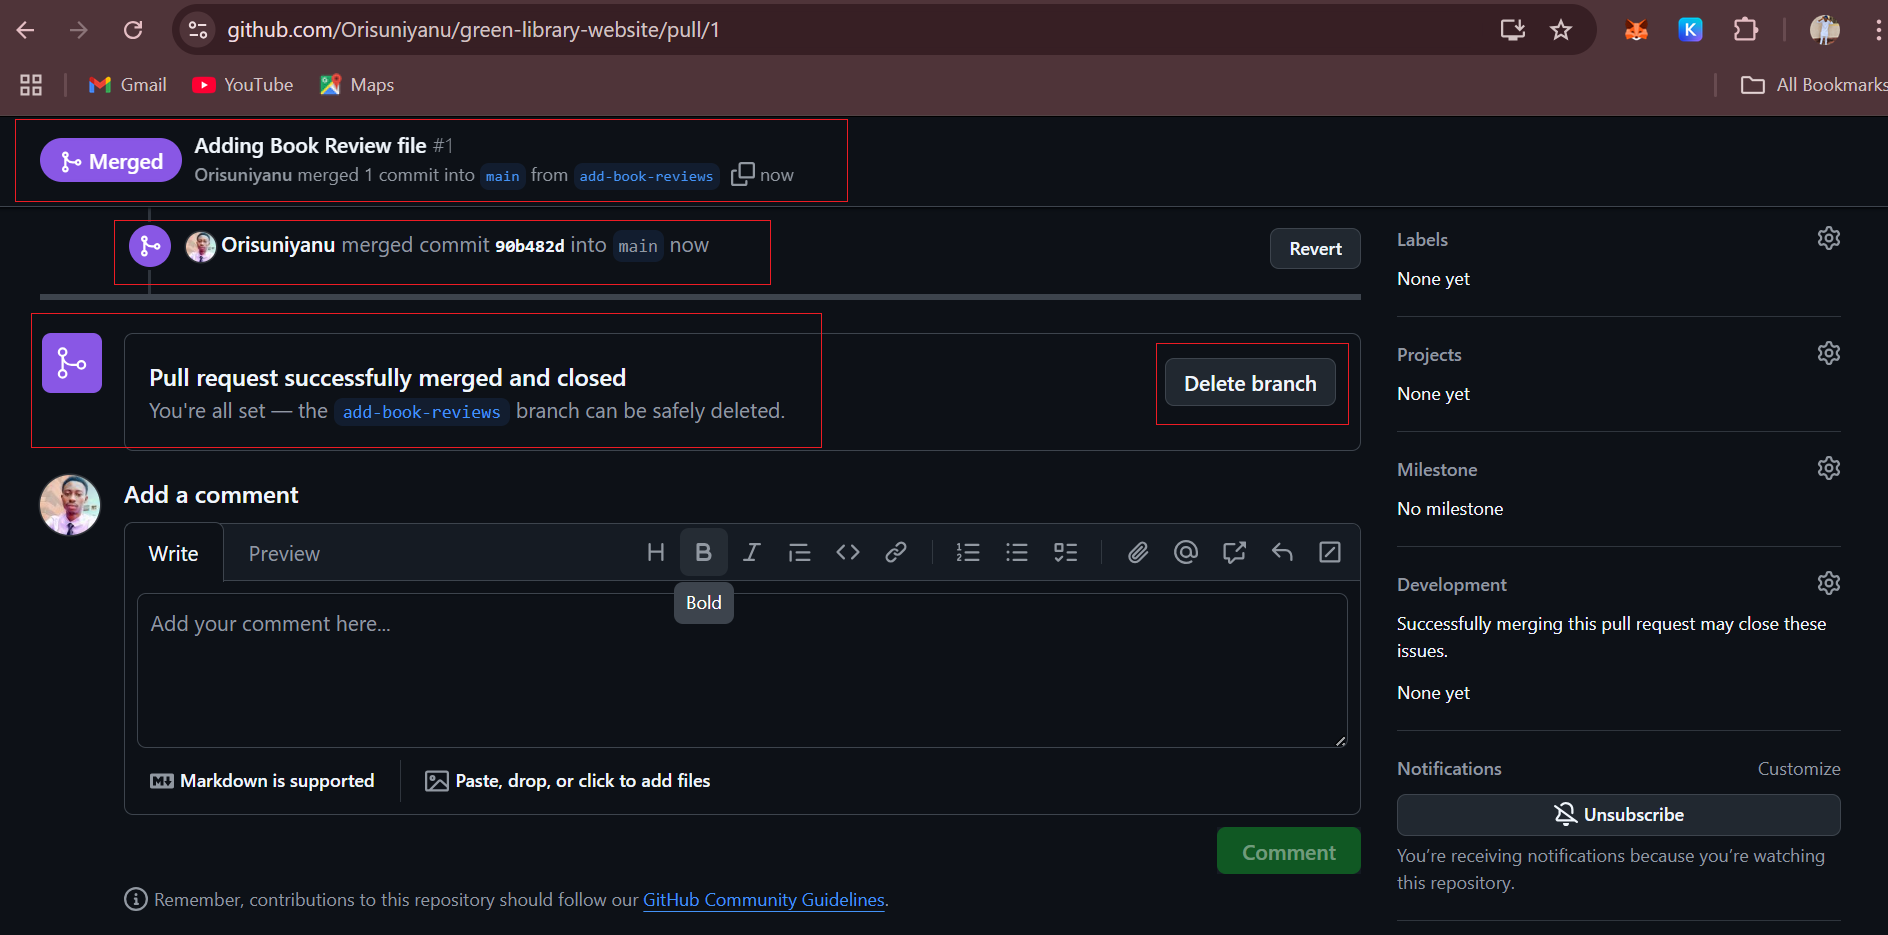 github.com/Orisuniyanu/green-library-website/pull/1
K
Gmail
YouTube
Maps
All Bookmarks
Merged
Adding Book Review file #1
Orisuniyanu merged 1 commit into main from add-book-reviews now
Orisuniyanu merged commit 90b482d into main now
Revert
Pull request successfully merged and closed
You're all set — the add-book-reviews branch can be safely deleted.
Delete branch
Add a comment
Write
Preview
H B I
Bold
Add your comment here...
Markdown is supported
Paste, drop, or click to add files
Comment
Remember, contributions to this repository should follow our GitHub Community Guidelines.
Labels
None yet
Projects
None yet
Milestone
No milestone
Development
Successfully merging this pull request may close these
issues.
None yet
Notifications
Customize
Unsubscribe
You’re receiving notifications because you’re watching
this repository.